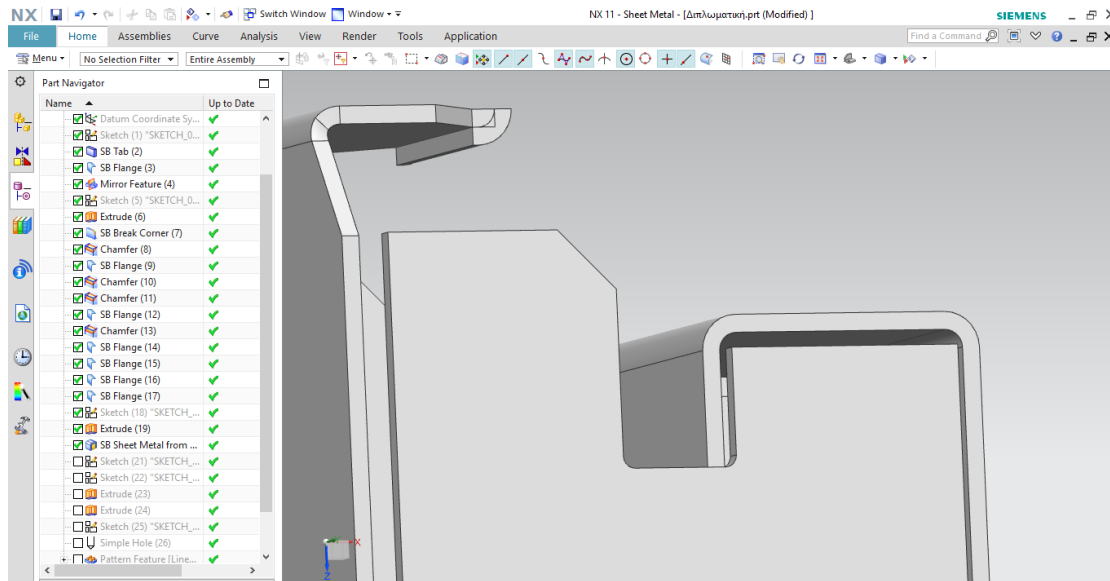 NX Switch Window Window NX 11 - Sheet Metal - [Διπλωματική.prt (Modified) ] SIEMENS
File Home Assemblies Curve Analysis View Render Tools Application Find a Command
Menu No Selection Filter Entire Assembly
Part Navigator
Name Up to Date
Datum Coordinate Sy...
Sketch (1) "SKETCH_0...
SB Tab (2)
SB Flange (3)
Mirror Feature (4)
Sketch (5) "SKETCH_0...
Extrude (6)
SB Break Corner (7)
Chamfer (8)
SB Flange (9)
Chamfer (10)
Chamfer (11)
SB Flange (12)
Chamfer (13)
SB Flange (14)
SB Flange (15)
SB Flange (16)
SB Flange (17)
Sketch (18) "SKETCH_...
Extrude (19)
SB Sheet Metal from ...
Sketch (21) "SKETCH_...
Sketch (22) "SKETCH_...
Extrude (23)
Extrude (24)
Sketch (25) "SKETCH_...
Simple Hole (26)
Pattern Feature [Line...
X
Z